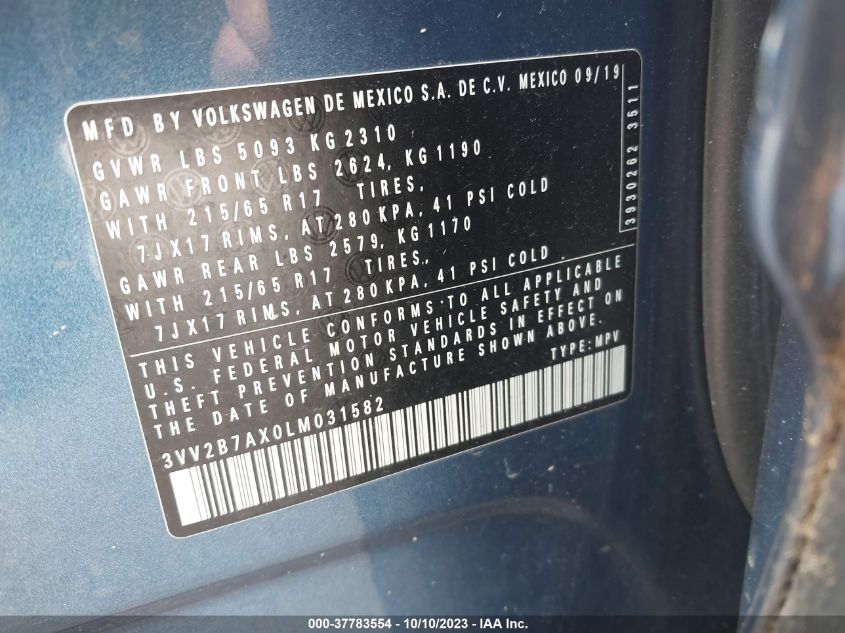 MFD BY VOLKSWAGEN DE MEXICO S.A. DE C.V. MEXICO 09/19
GVWR LBS 5093 KG 2310
GAWR FRONT LBS 2624, KG 1190
WITH 215/65 R17 TIRES,
7JX17 RIMS, AT 280 KPA, 41 PSI COLD
GAWR REAR LBS 2579, KG 1170
WITH 215/65 R17 TIRES,.
7JX17 RIMS, AT 280 KPA, 41 PSI COLD
3930262 3511
THIS VEHICLE CONFORMS TO ALL APPLICABLE
U.S. FEDERAL MOTOR VEHICLE SAFETY AND
THEFT PREVENTION STANDARDS IN EFFECT ON
THE DATE OF MANUFACTURE SHOWN ABOVE.
TYPE: MPV
3VV2B7AX0LM031582
000-37783554 - 10/10/2023 - IAA Inc.